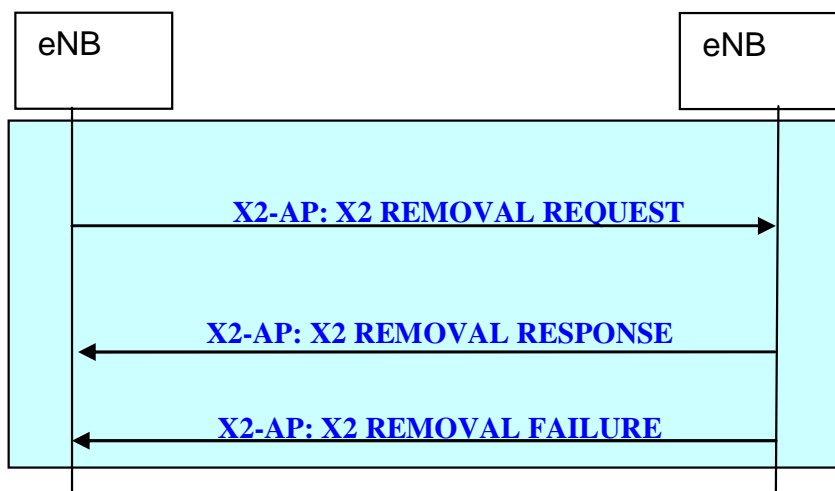 eNB
eNB
X2-AP: X2 REMOVAL REQUEST
X2-AP: X2 REMOVAL RESPONSE
X2-AP: X2 REMOVAL FAILURE